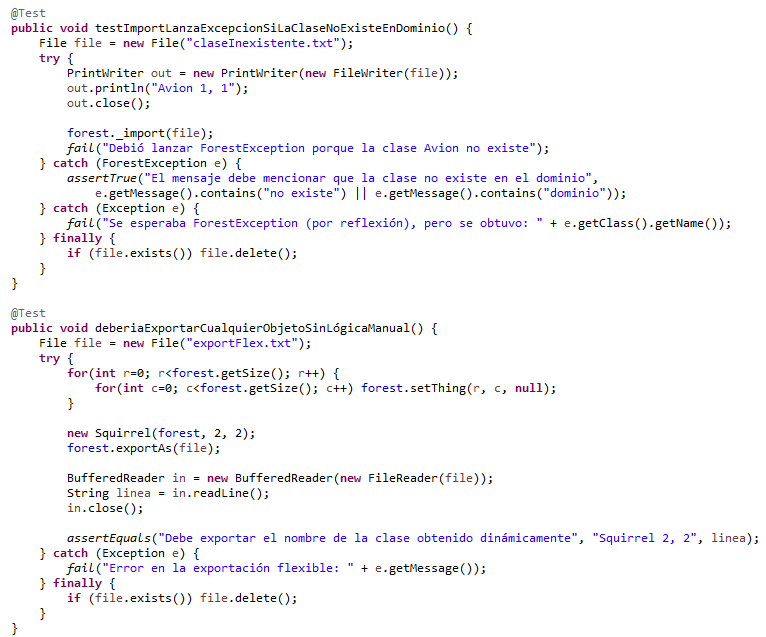 @Test
public void testImportLanzaExcepcionSiLaClaseNoExisteEnDominio() {
    File file = new File("claseInexistente.txt");
    try {
        PrintWriter out = new PrintWriter(new FileWriter(file));
        out.println("Avion 1, 1");
        out.close();

        forest._import(file);
        fail("Debió lanzar ForestException porque la clase Avion no existe");
    } catch (ForestException e) {
        assertTrue("El mensaje debe mencionar que la clase no existe en el dominio",
            e.getMessage().contains("no existe") || e.getMessage().contains("dominio"));
    } catch (Exception e) {
        fail("Se esperaba ForestException (por reflexión), pero se obtuvo: " + e.getClass().getName());
    } finally {
        if (file.exists()) file.delete();
    }
}

@Test
public void deberiaExportarCualquierObjetoSinLógicaManual() {
    File file = new File("exportFlex.txt");
    try {
        for(int r=0; r<forest.getSize(); r++) {
            for(int c=0; c<forest.getSize(); c++) forest.setThing(r, c, null);
        }

        new Squirrel(forest, 2, 2);
        forest.exportAs(file);

        BufferedReader in = new BufferedReader(new FileReader(file));
        String linea = in.readLine();
        in.close();

        assertEquals("Debe exportar el nombre de la clase obtenido dinámicamente", "Squirrel 2, 2", linea);
    } catch (Exception e) {
        fail("Error en la exportación flexible: " + e.getMessage());
    } finally {
        if (file.exists()) file.delete();
    }
}